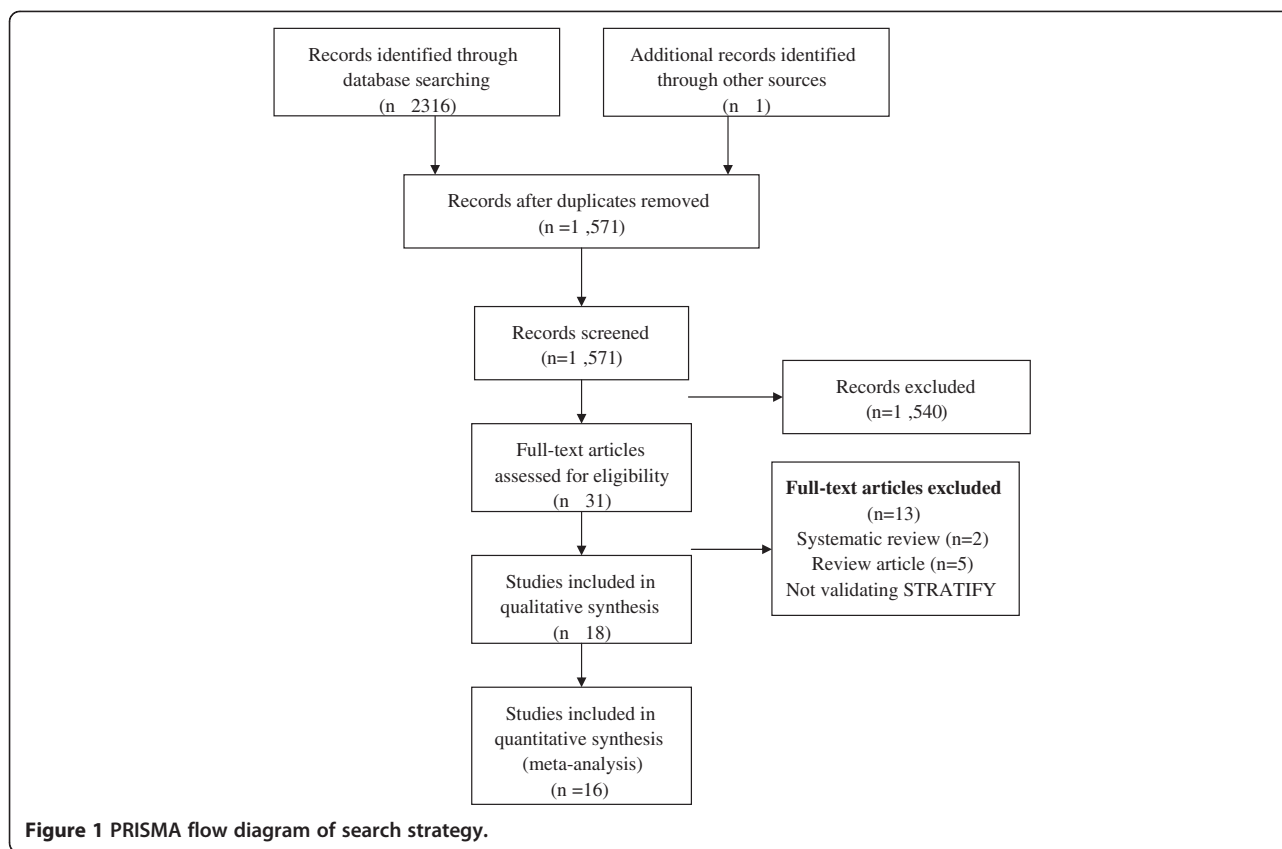 Records identified through
database searching
(n 2316)
Additional records identified
through other sources
(n 1)
Records after duplicates removed
(n =1 ,571)
Records screened
(n=1 ,571)
Records excluded
(n=1 ,540)
Full-text articles
assessed for eligibility
(n 31)
Full-text articles excluded
(n=13)
Systematic review (n=2)
Review article (n=5)
Not validating STRATIFY
Studies included in
qualitative synthesis
(n 18)
Studies included in
quantitative synthesis
(meta-analysis)
(n =16)
Figure 1 PRISMA flow diagram of search strategy.